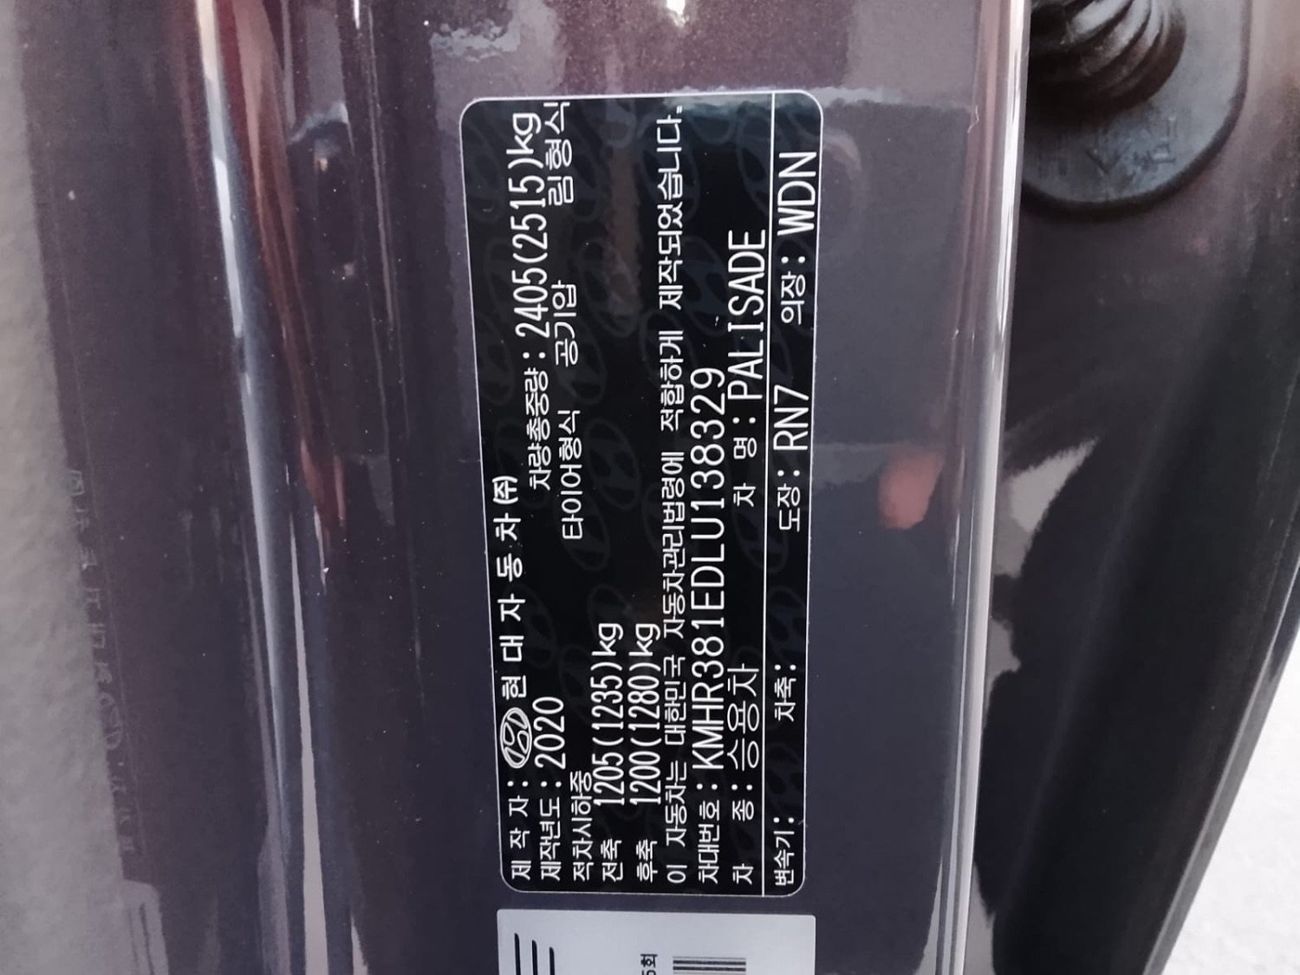 제 작 자: 현 대 자 동 차 ㈜
제작년도: 2020 차량총중량: 2405(2515)kg
적차시하중 타이어형식 공기압 림형식
전축 1205(1235)kg
후축 1200(1280)kg
이 자동차는 대한민국 자동차관리법령에 적합하게 제작되었습니다.
차대번호: KMHR381EDLU138329
차 종: 승용차 차 명: PALISADE
변속기: 차축: 도장: RN7 의장: WDN